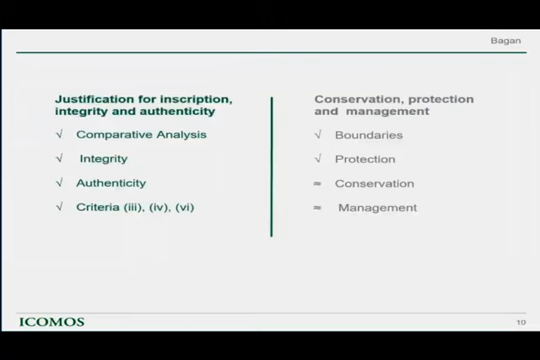 Bagan
Justification for inscription,
integrity and authenticity
√ Comparative Analysis
√ Integrity
√ Authenticity
√ Criteria (iii), (iv), (vi)
Conservation, protection
and management
√ Boundaries
√ Protection
≈ Conservation
≈ Management
ICOMOS
10